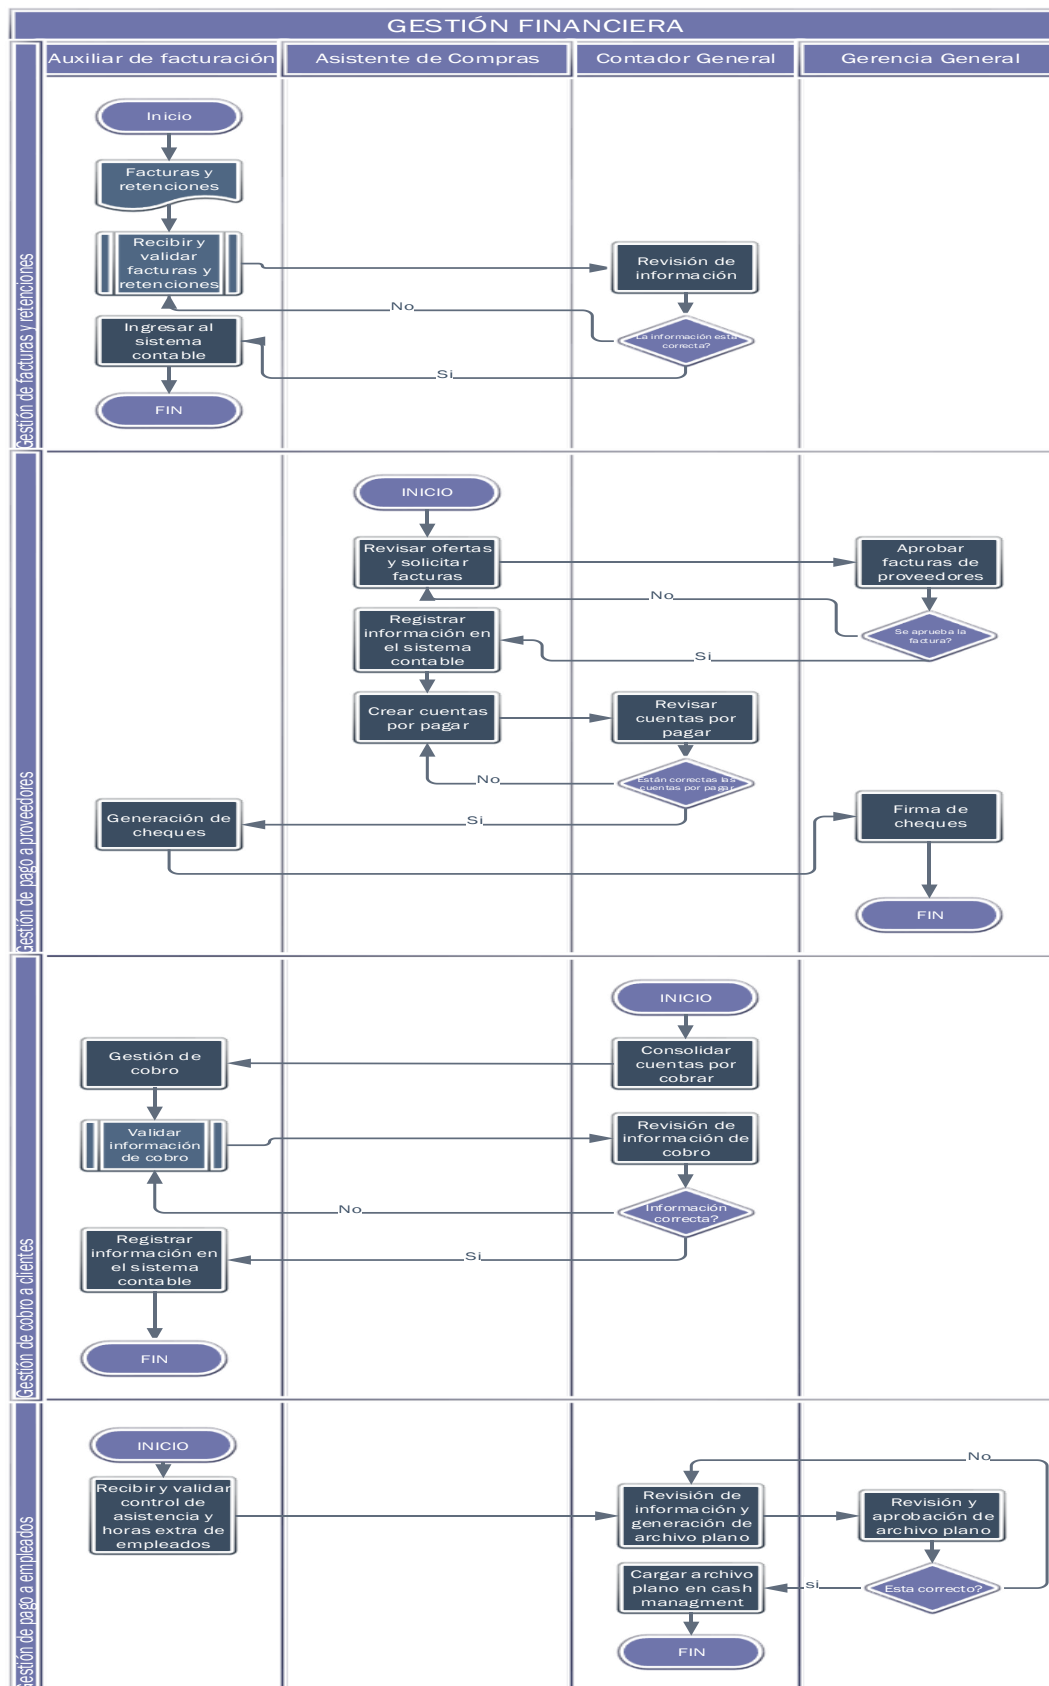 GESTIÓN FINANCIERA
Auxiliar de facturación
Asistente de Compras
Contador General
Gerencia General
Gestión de facturas y retenciones
Inicio
Facturas y
retenciones
Recibir y
validar
facturas y
retenciones
Revisión de
información
No
La información esta
correcta?
Ingresar al
sistema
contable
Si
FIN
Gestión de pago a proveedores
INICIO
Revisar ofertas
y solicitar
facturas
Aprobar
facturas de
proveedores
No
Se aprueba la
factura?
Registrar
información en
el sistema
contable
Si
Crear cuentas
por pagar
Revisar
cuentas por
pagar
No
Están correctas las
cuentas por pagar
Generación de
cheques
Si
Firma de
cheques
FIN
Gestión de cobro a clientes
INICIO
Consolidar
cuentas por
cobrar
Gestión de
cobro
Validar
información
de cobro
Revisión de
información de
cobro
No
Información
correcta?
Registrar
información en
el sistema
contable
Si
FIN
Gestión de pago a empleados
INICIO
Recibir y validar
control de
asistencia y
horas extra de
empleados
No
Revisión de
información y
generación de
archivo plano
Revisión y
aprobación de
archivo plano
Cargar archivo
plano en cash
managment
si
Esta correcto?
FIN